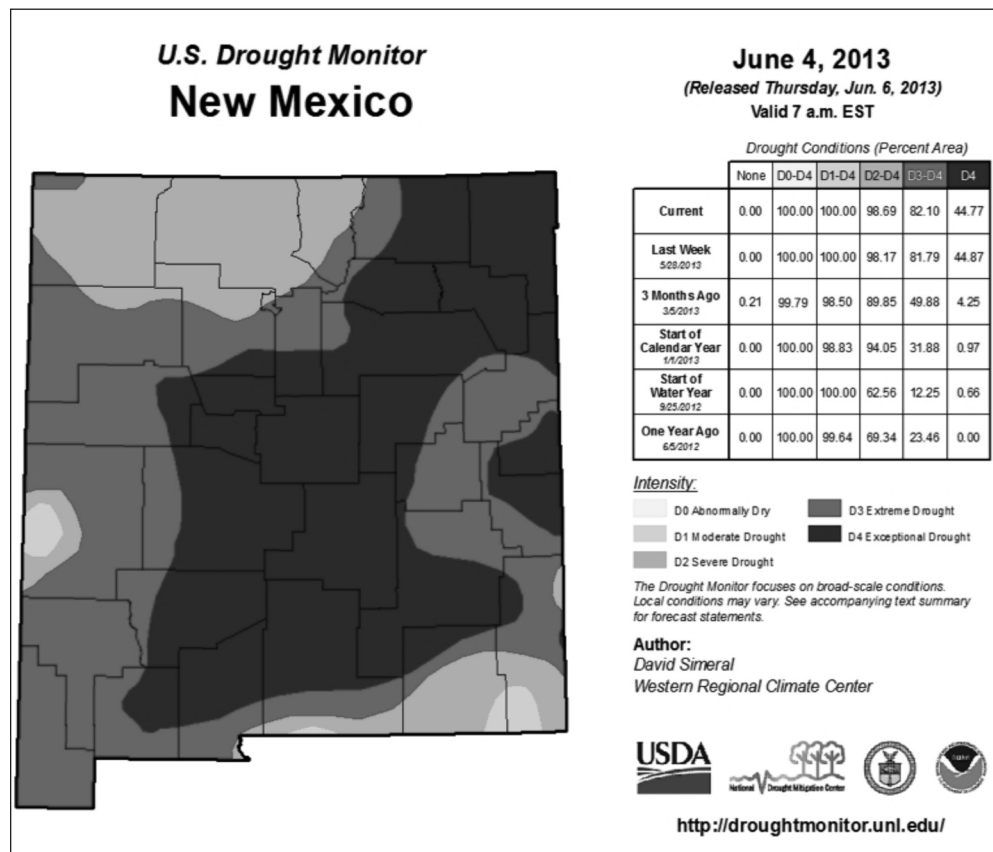 U.S. Drought Monitor
New Mexico
June 4, 2013
(Released Thursday, Jun. 6, 2013)
Valid 7 a.m. EST
Drought Conditions (Percent Area)
None D0-D4 D1-D4 D2-D4 D3-D4 D4
Current 0.00 100.00 100.00 98.69 82.10 44.77
Last Week
5/28/2013
0.00 100.00 100.00 98.17 81.79 44.87
3 Months Ago
3/5/2013
0.21 99.79 98.50 89.85 49.88 4.25
Start of
Calendar Year
1/1/2013
0.00 100.00 98.83 94.05 31.88 0.97
Start of
Water Year
9/25/2012
0.00 100.00 100.00 62.56 12.25 0.66
One Year Ago
6/5/2012
0.00 100.00 99.64 69.34 23.46 0.00
Intensity:
D0 Abnormally Dry
D1 Moderate Drought
D2 Severe Drought
D3 Extreme Drought
D4 Exceptional Drought
The Drought Monitor focuses on broad-scale conditions.
Local conditions may vary. See accompanying text summary
for forecast statements.
Author:
David Simeral
Western Regional Climate Center
USDA
National Drought Mitigation Center
http://droughtmonitor.unl.edu/